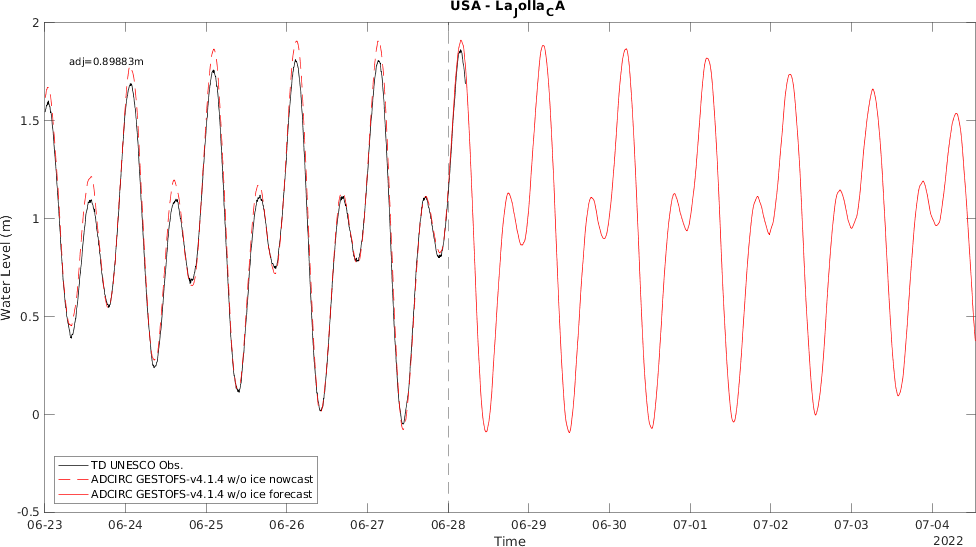 USA - LaJollaCA
2
adj=0.89883m
1.5
1
Water Level (m)
0.5
0
TD UNESCO Obs.
ADCIRC GESTOFS-v4.1.4 w/o ice nowcast
ADCIRC GESTOFS-v4.1.4 w/o ice forecast
-0.5
06-23 06-24 06-25 06-26 06-27 06-28 06-29 06-30 07-01 07-02 07-03 07-04
Time
2022